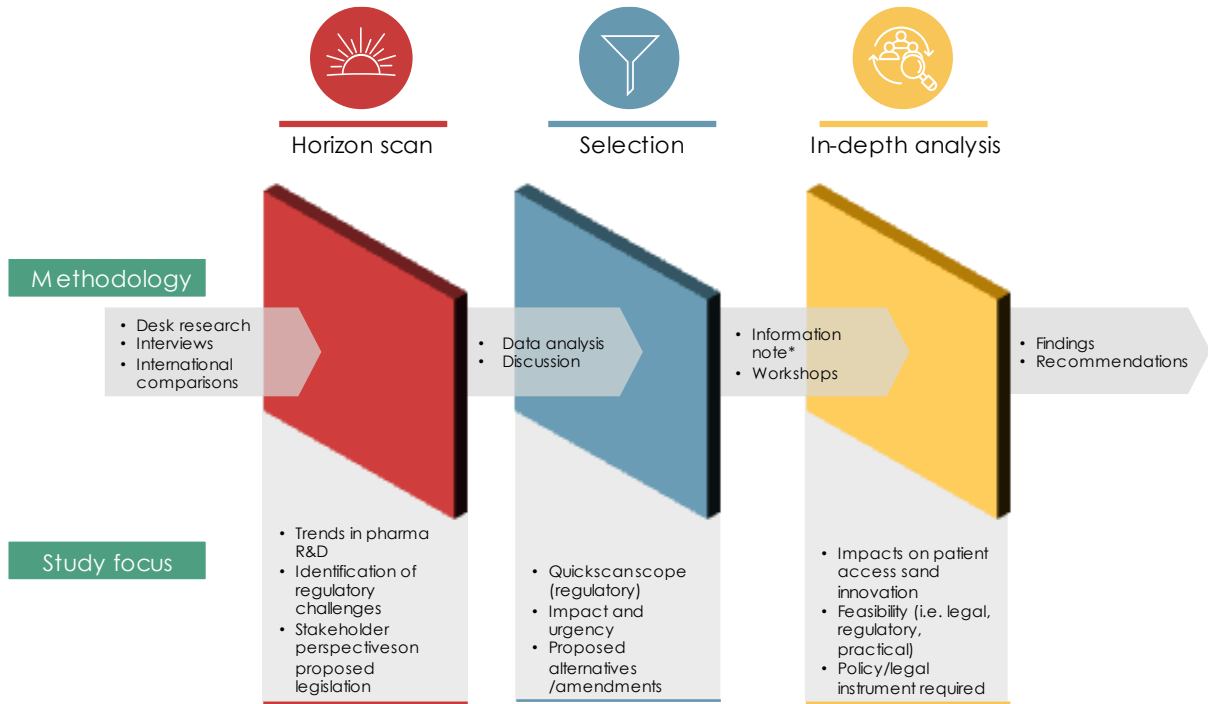 Horizon scan
Selection
In-depth analysis
Methodology
• Desk research
• Interviews
• International
comparisons
• Data analysis
• Discussion
• Information
note*
• Workshops
• Findings
• Recommendations
Study focus
• Trends in pharma
R&D
• Identification of
regulatory
challenges
• Stakeholder
perspectiveson
proposed
legislation
• Quickscan scope
(regulatory)
• Impact and
urgency
• Proposed
alternatives
/amendments
• Impacts on patient
access sand
innovation
• Feasibility (i.e. legal,
regulatory,
practical)
• Policy/legal
instrument required